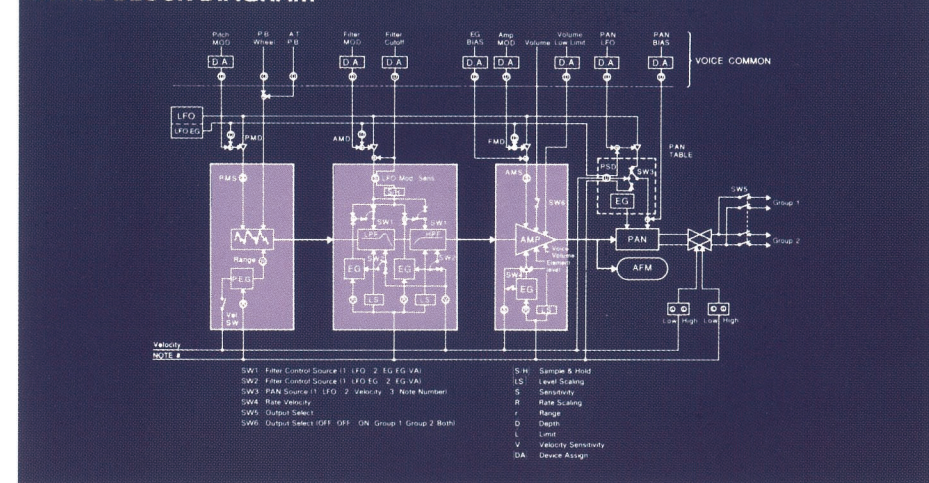 Pitch MOD
P.B Wheel
A.T P.B
Filter MOD
Filter Cutoff
EG BIAS
Amp MOD
Volume
Volume Low Limit
PAN LFO
PAN BIAS
DA
DA
DA
DA
DA
DA
DA
DA
VOICE COMMON
LFO
LFO EG
PMD
AMD
FMD
PAN TABLE
PSD
SW3
PMS
LFO Mod. Sens
AMS
SW6
EG
SW5
S/H
SW1
SW1
Group 1
LPF
HPF
AMP
PAN
Group 2
Range
SW2
SW2
Voice Volume
Element level
AFM
PEG
EG
EG
SW4
EG
Vel SW
LS
LS
LS
Low High
Low High
Velocity
NOTE #
SW1 Filter Control Source (1 LFO 2 EG EG-VA)
SW2 Filter Control Source (1 LFO EG 2 EG)
SW3 PAN Source (1 LFO 2 Velocity 3 Note Number)
SW4 Rate Velocity
SW5 Output Select
SW6 Output Select (OFF OFF ON Group 1 Group 2 Both)
S/H Sample & Hold
LS Level Scaling
S Sensitivity
R Rate Scaling
r Range
D Depth
L Limit
V Velocity Sensitivity
DA Device Assign